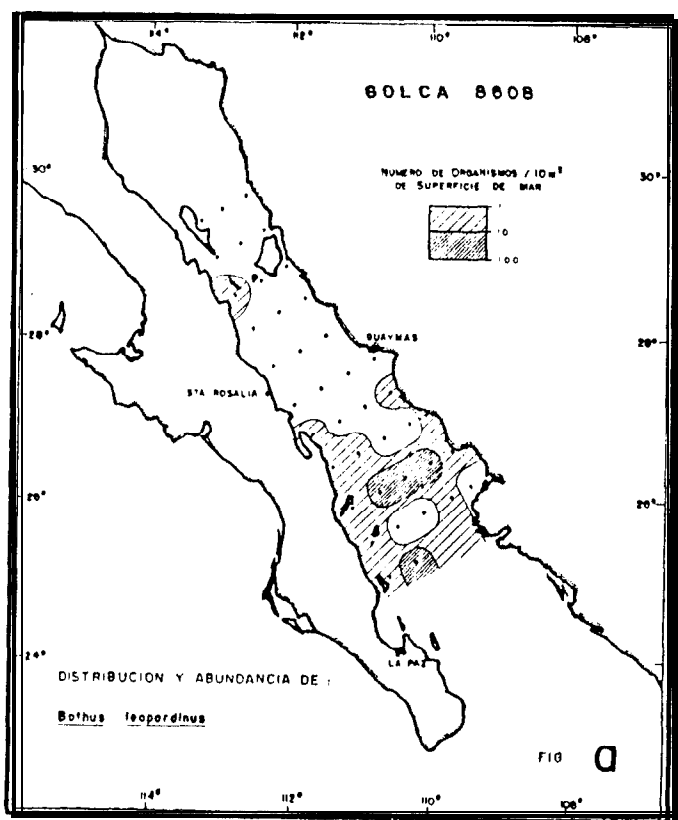 114° 112° 110° 108°
GOLCA 8608
NUMERO DE ORGANISMOS / 10 M²
DE SUPERFICIE DE MAR
1
10
100
30° 30°
28° GUAYMAS 28°
STA ROSALIA
26° 26°
24° LA PAZ
DISTRIBUCION Y ABUNDANCIA DE :
Bothus leopardinus
FIG a
114° 112° 110° 108°